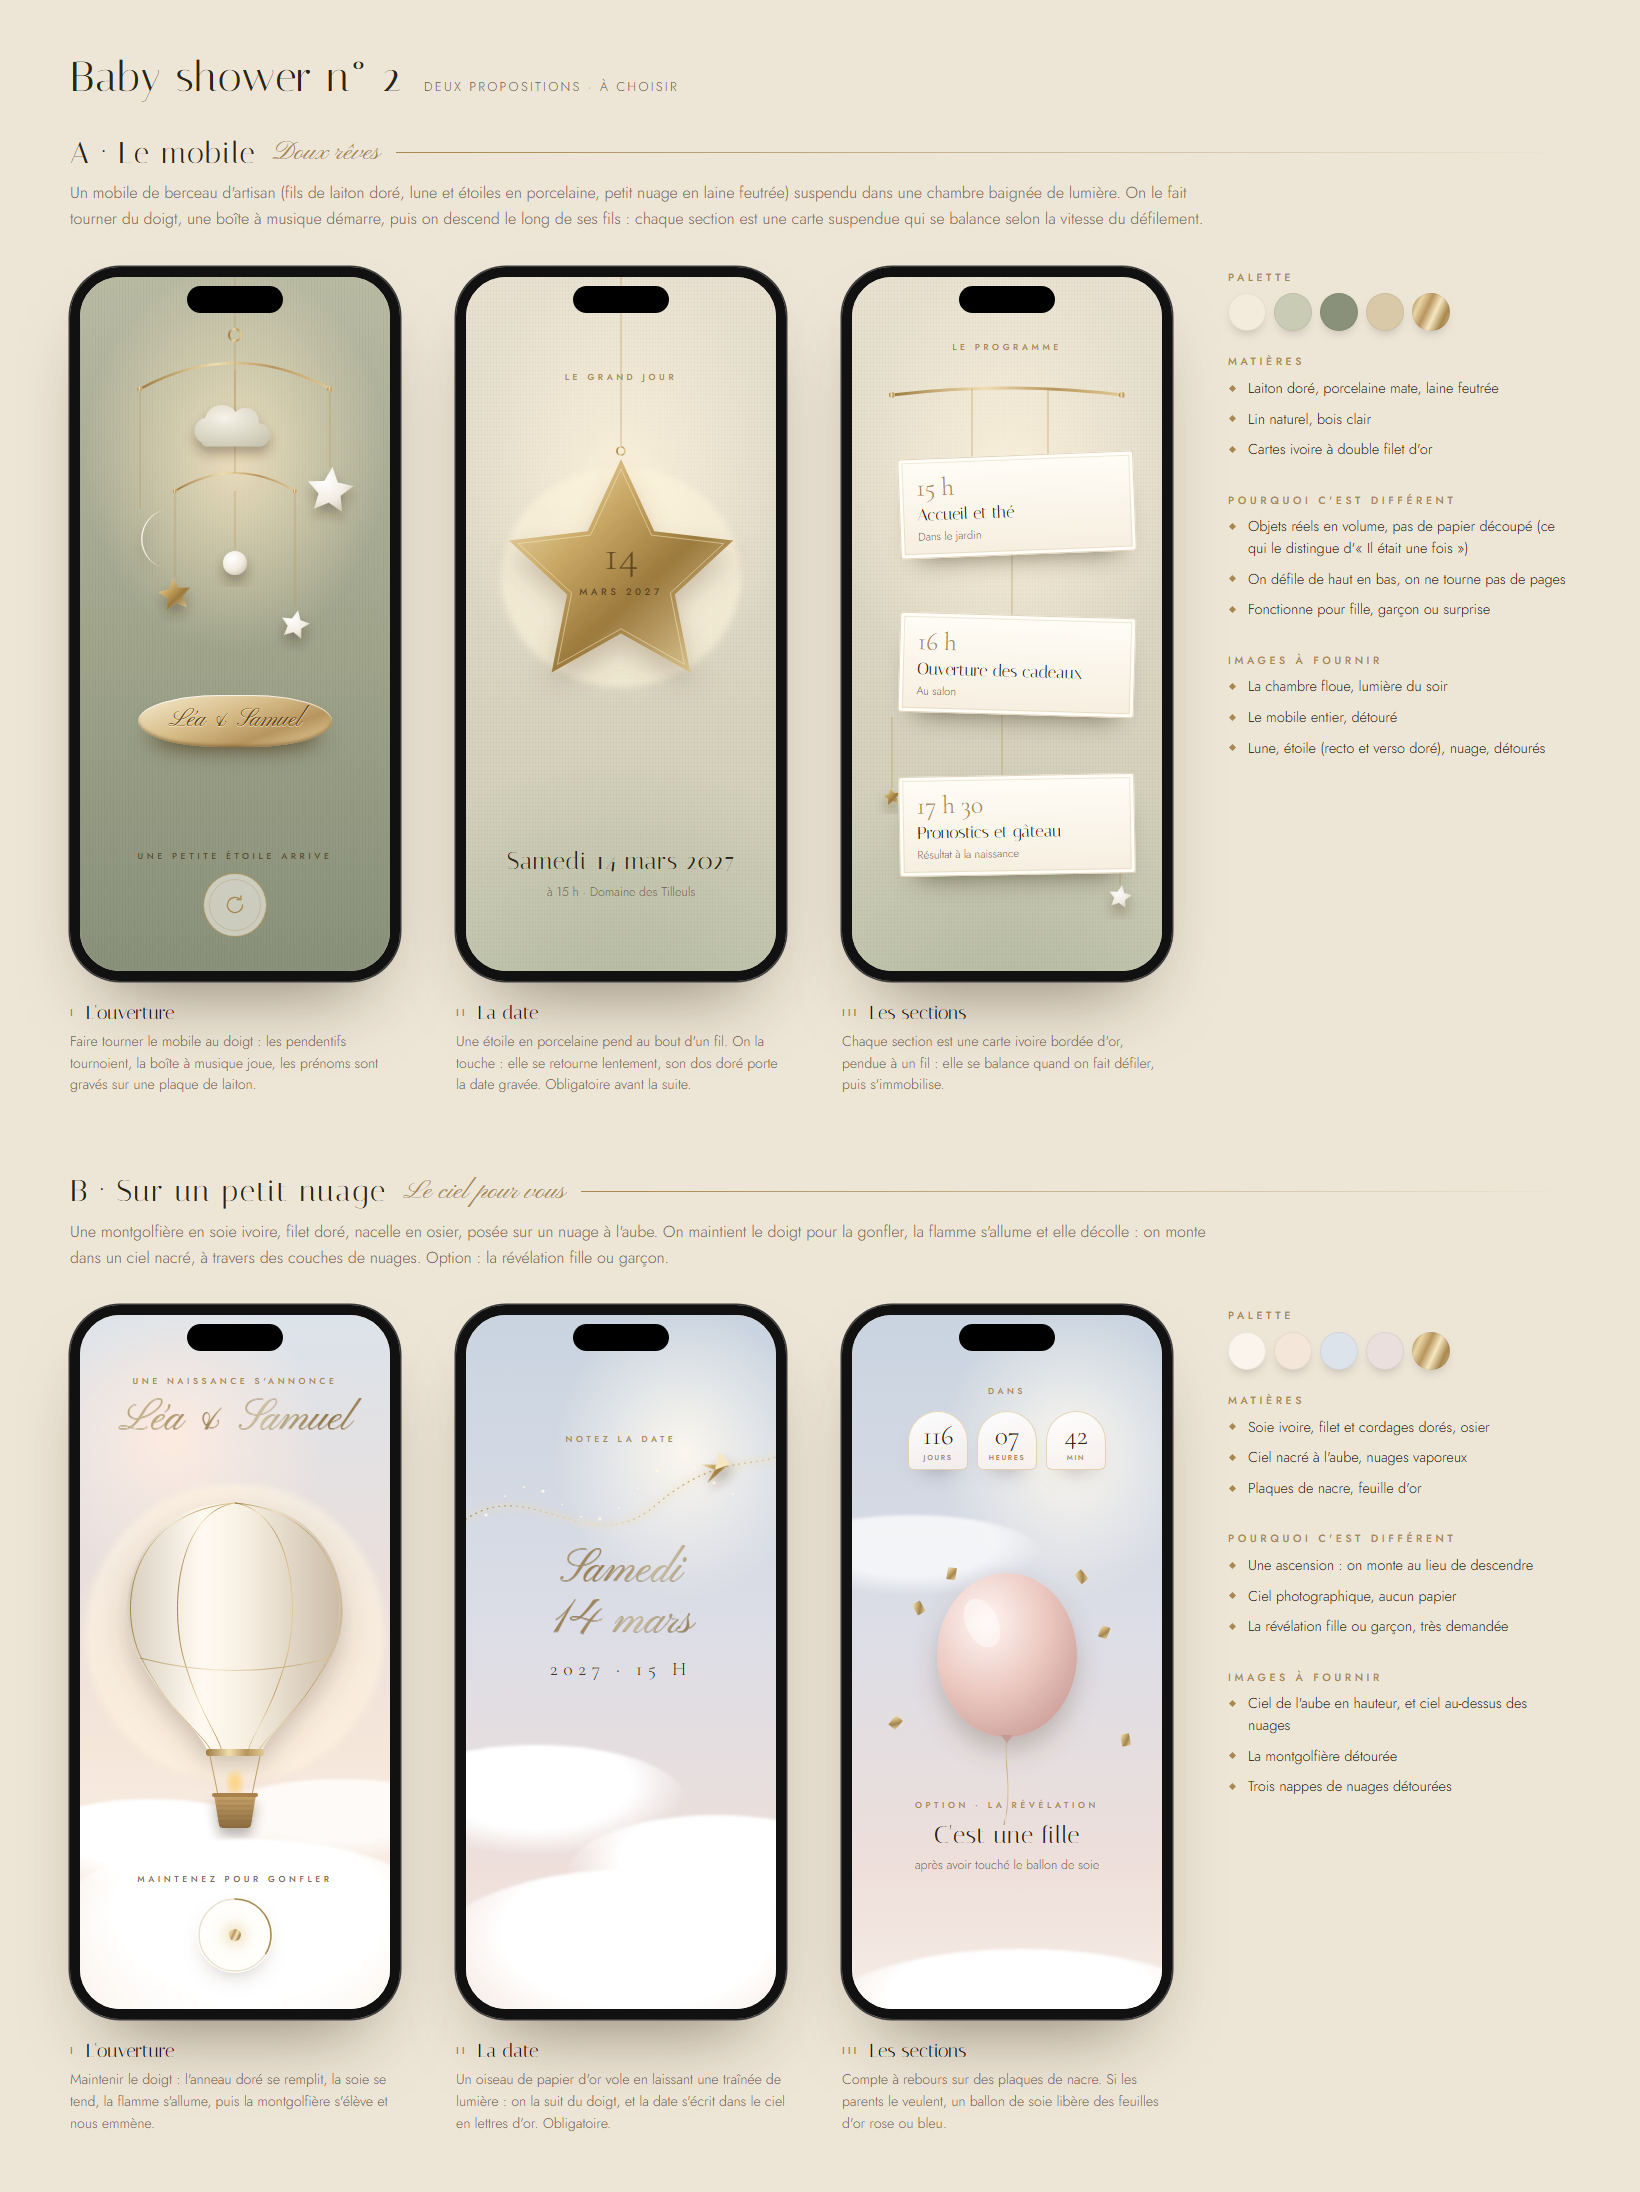 Baby shower n° 2 DEUX PROPOSITIONS · À CHOISIR
A · Le mobile Doux rêves
Un mobile de berceau d'artisan (fils de laiton doré, lune et étoiles en porcelaine, petit nuage en laine feutrée) suspendu dans une chambre baignée de lumière. On le fait
tourner du doigt, une boîte à musique démarre, puis on descend le long de ses fils : chaque section est une carte suspendue qui se balance selon la vitesse du défilement.
Léa & Samuel
UNE PETITE ÉTOILE ARRIVE
LE GRAND JOUR
14
MARS 2027
Samedi 14 mars 2027
à 15 h · Domaine des Tilleuls
LE PROGRAMME
15 h
Accueil et thé
Dans le jardin
16 h
Ouverture des cadeaux
Au salon
17 h 30
Pronostics et gâteau
Résultat à la naissance
PALETTE
MATIÈRES
Laiton doré, porcelaine mate, laine feutrée
Lin naturel, bois clair
Cartes ivoire à double filet d'or
POURQUOI C'EST DIFFÉRENT
Objets réels en volume, pas de papier découpé (ce
qui le distingue d'« Il était une fois »)
On défile de haut en bas, on ne tourne pas de pages
Fonctionne pour fille, garçon ou surprise
IMAGES À FOURNIR
La chambre floue, lumière du soir
Le mobile entier, détouré
Lune, étoile (recto et verso doré), nuage, détourés
I L'ouverture
Faire tourner le mobile au doigt : les pendentifs
tournoient, la boîte à musique joue, les prénoms sont
gravés sur une plaque de laiton.
II La date
Une étoile en porcelaine pend au bout d'un fil. On la
touche : elle se retourne lentement, son dos doré porte
la date gravée. Obligatoire avant la suite.
III Les sections
Chaque section est une carte ivoire bordée d'or,
pendue à un fil : elle se balance quand on fait défiler,
puis s'immobilise.
B · Sur un petit nuage Le ciel pour vous
Une montgolfière en soie ivoire, filet doré, nacelle en osier, posée sur un nuage à l'aube. On maintient le doigt pour la gonfler, la flamme s'allume et elle décolle : on monte
dans un ciel nacré, à travers des couches de nuages. Option : la révélation fille ou garçon.
UNE NAISSANCE S'ANNONCE
Léa & Samuel
MAINTENEZ POUR GONFLER
NOTEZ LA DATE
Samedi
14 mars
2027 · 15 H
DANS
116 07 42
JOURS HEURES MIN
OPTION · LA RÉVÉLATION
C'est une fille
après avoir touché le ballon de soie
PALETTE
MATIÈRES
Soie ivoire, filet et cordages dorés, osier
Ciel nacré à l'aube, nuages vaporeux
Plaques de nacre, feuille d'or
POURQUOI C'EST DIFFÉRENT
Une ascension : on monte au lieu de descendre
Ciel photographique, aucun papier
La révélation fille ou garçon, très demandée
IMAGES À FOURNIR
Ciel de l'aube en hauteur, et ciel au-dessus des
nuages
La montgolfière détourée
Trois nappes de nuages détourées
I L'ouverture
Maintenir le doigt : l'anneau doré se remplit, la soie se
tend, la flamme s'allume, puis la montgolfière s'élève et
nous emmène.
II La date
Un oiseau de papier d'or vole en laissant une traînée de
lumière : on la suit du doigt, et la date s'écrit dans le ciel
en lettres d'or. Obligatoire.
III Les sections
Compte à rebours sur des plaques de nacre. Si les
parents le veulent, un ballon de soie libère des feuilles
d'or rose ou bleu.